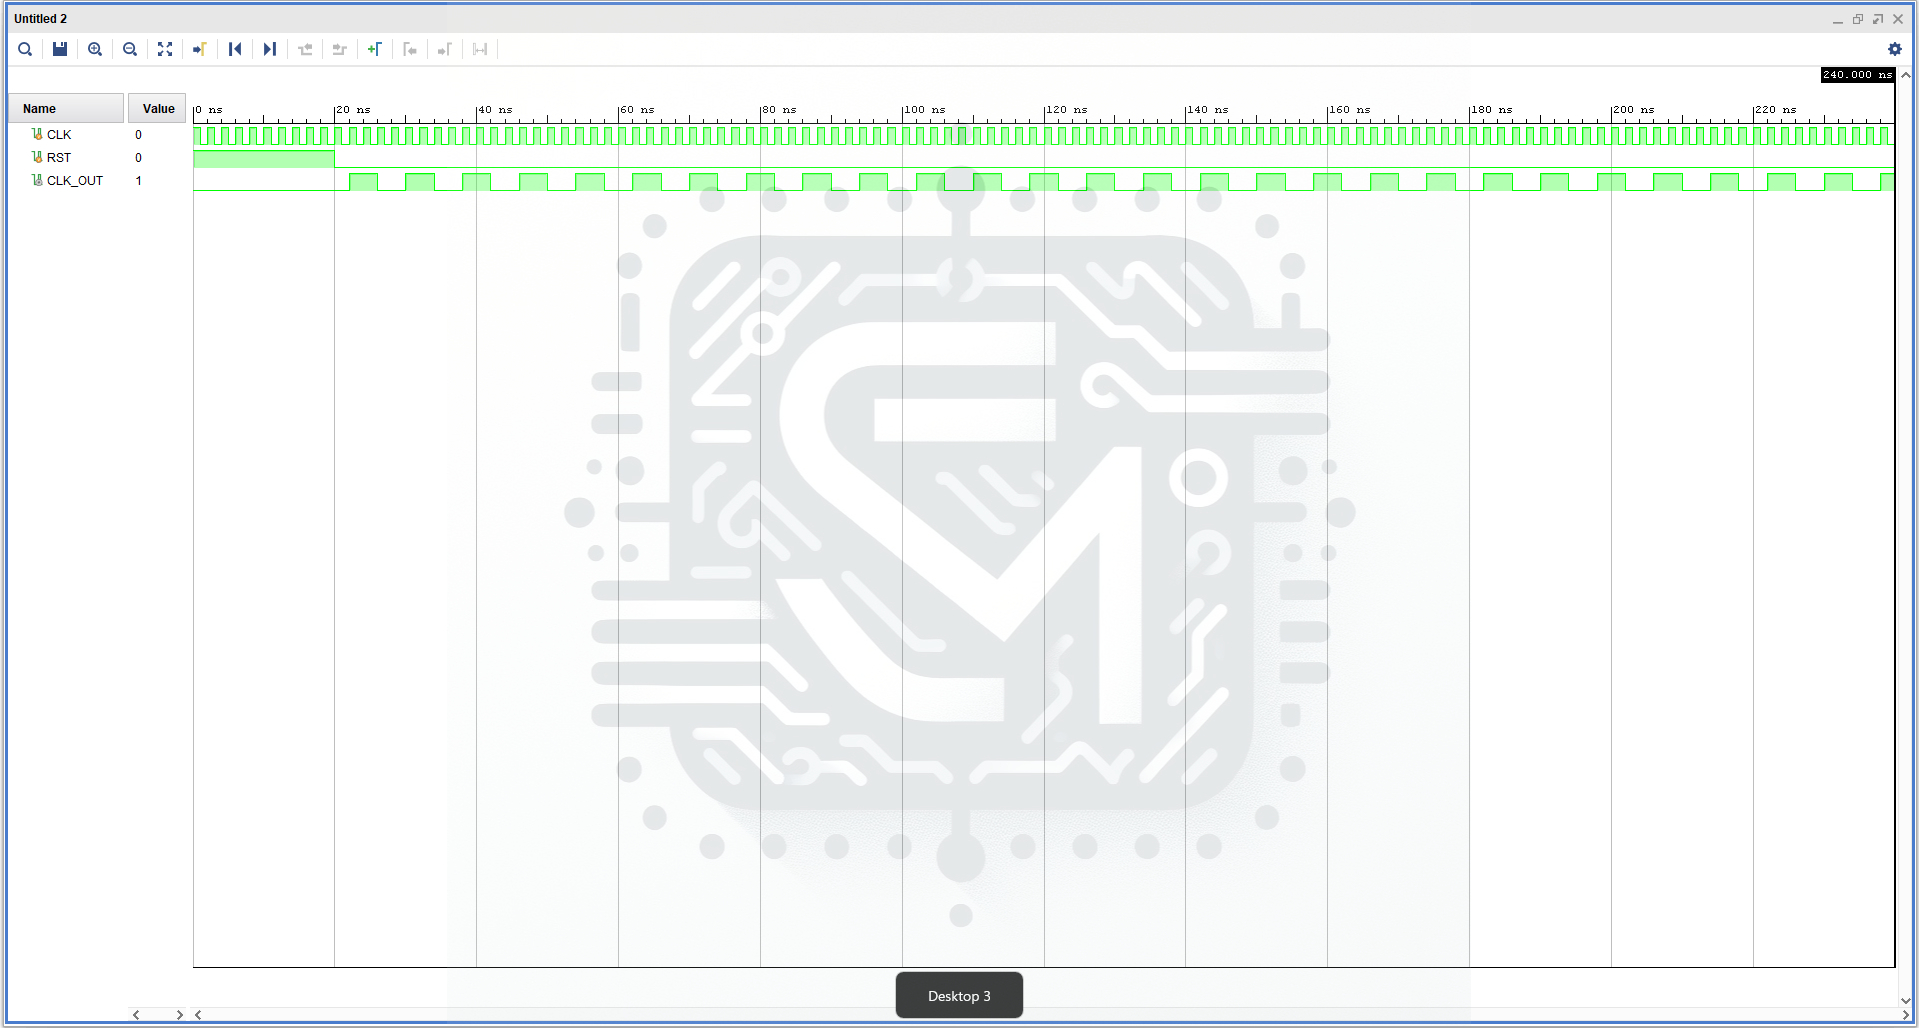 Untitled 2
240.000 ns
Name Value
0 ns 20 ns 40 ns 60 ns 80 ns 100 ns 120 ns 140 ns 160 ns 180 ns 200 ns 220 ns
CLK 0
RST 0
CLK_OUT 1
Desktop 3